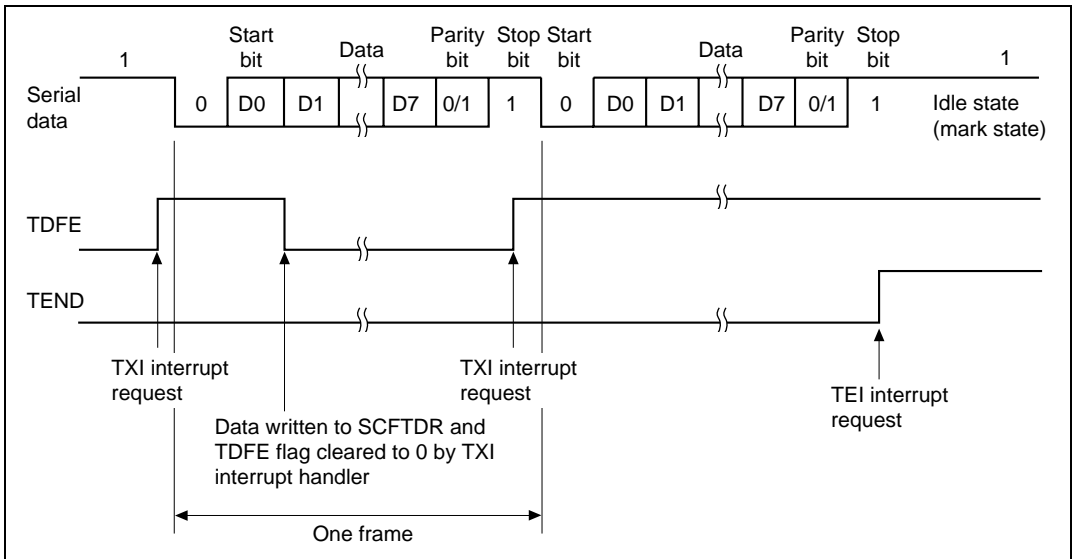 Start Parity Stop Start Parity Stop
1 bit Data bit bit bit Data bit bit 1
Serial data 0 D0 D1 D7 0/1 1 0 D0 D1 D7 0/1 1 Idle state (mark state)
TDFE
TEND
TXI interrupt
request
TXI interrupt
request
TEI interrupt
request
Data written to SCFTDR and
TDFE flag cleared to 0 by TXI
interrupt handler
One frame